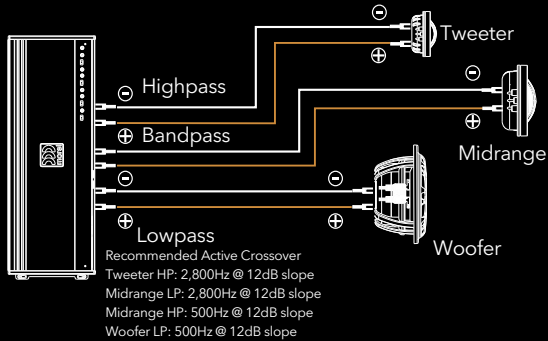 Tweeter
Highpass
Bandpass
Midrange
Lowpass
Woofer
Recommended Active Crossover
Tweeter HP: 2,800Hz @ 12dB slope
Midrange LP: 2,800Hz @ 12dB slope
Midrange HP: 500Hz @ 12dB slope
Woofer LP: 500Hz @ 12dB slope